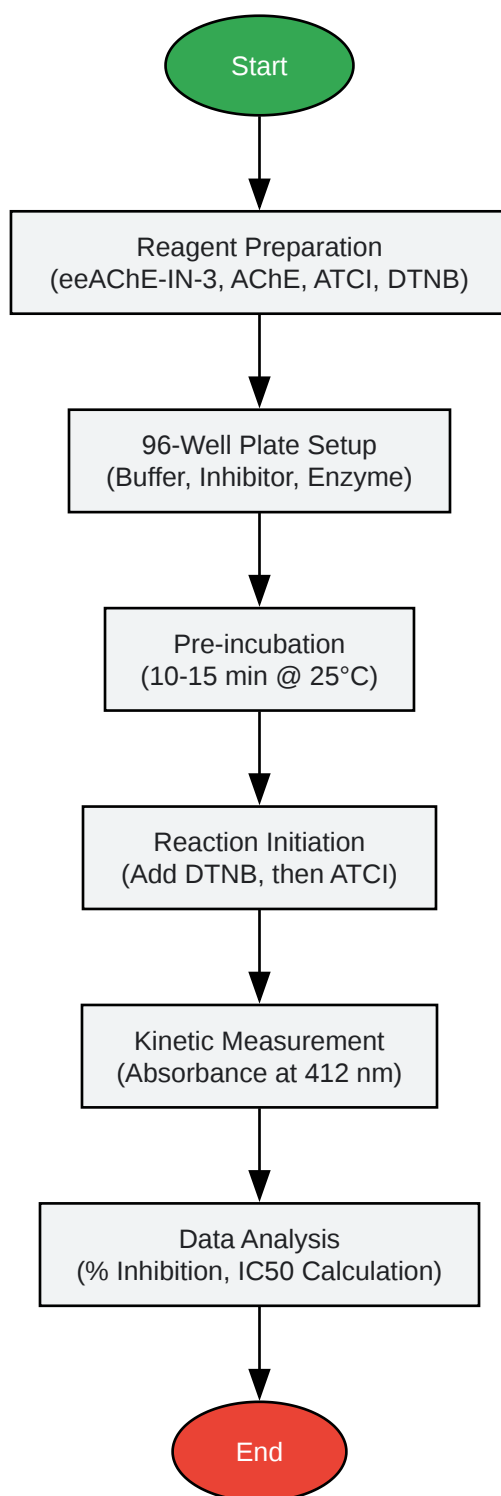 Start
Reagent Preparation
(eeAChE-IN-3, AChE, ATCI, DTNB)
96-Well Plate Setup
(Buffer, Inhibitor, Enzyme)
Pre-incubation
(10-15 min @ 25°C)
Reaction Initiation
(Add DTNB, then ATCI)
Kinetic Measurement
(Absorbance at 412 nm)
Data Analysis
(% Inhibition, IC50 Calculation)
End